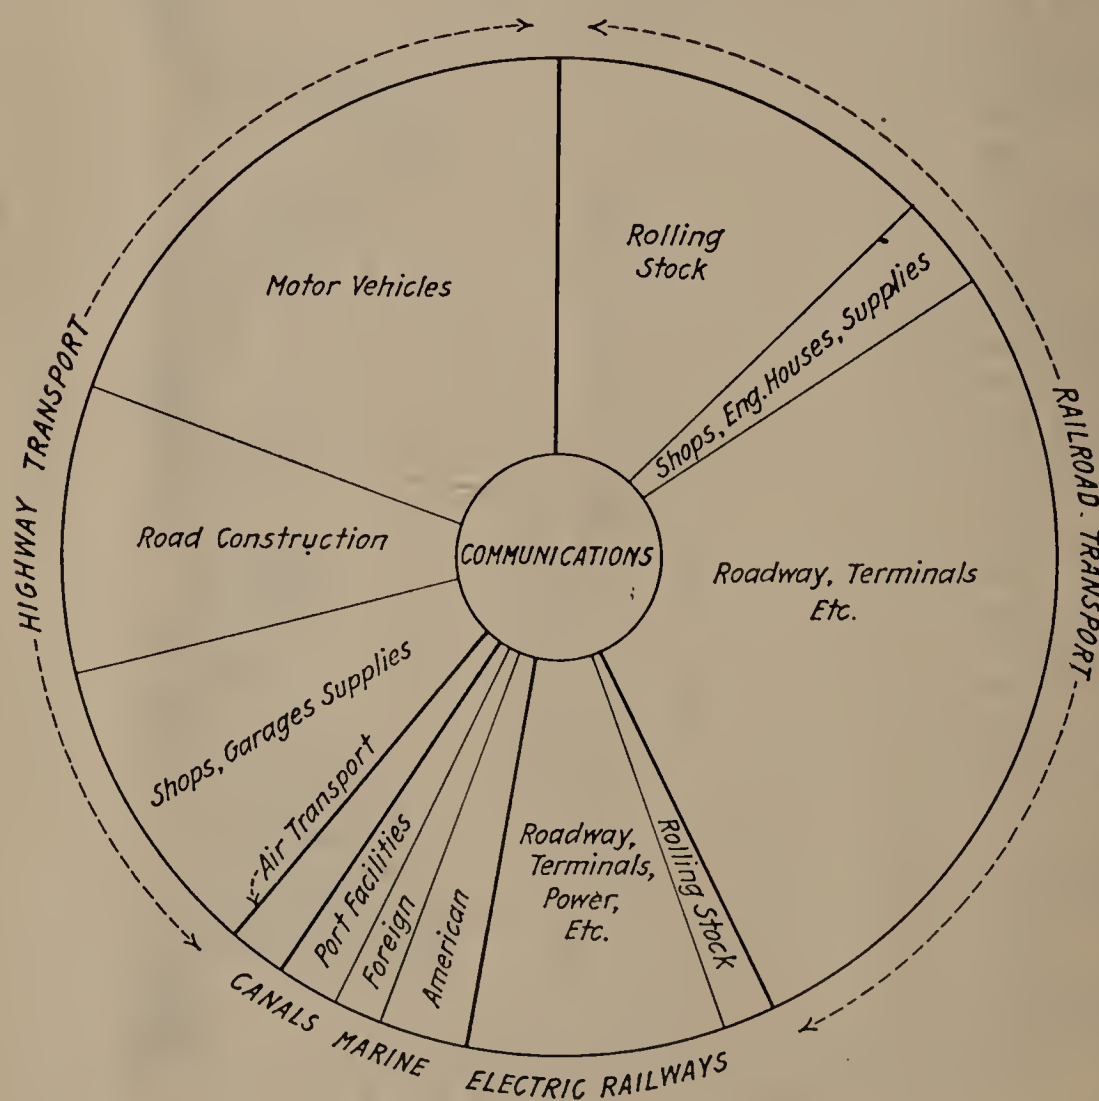 Motor Vehicles
Rolling
Stock
Shops, Eng. Houses, Supplies
Roadway, Terminals
Etc.
RAILROAD. TRANSPORT
Rolling Stock
Roadway,
Terminals,
Power,
Etc.
ELECTRIC RAILWAYS
American
Foreign
Port Facilities
MARINE
CANALS
Air Transport
Shops, Garages Supplies
Road Construction
HIGHWAY TRANSPORT
COMMUNICATIONS